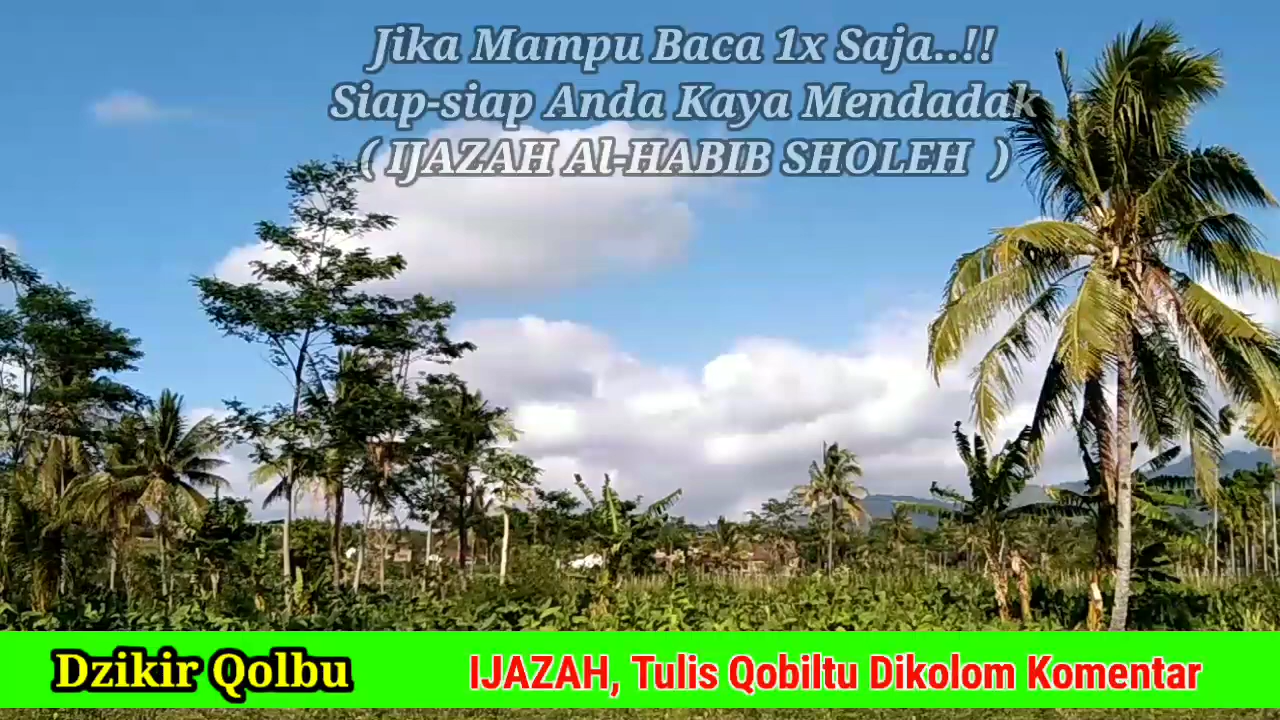 Jika Mampu Baca 1x Saja..!!
Siap-siap Anda Kaya Mendadak
( IJAZAH Al-HABIB SHOLEH )
Dzikir Qolbu
IJAZAH, Tulis Qobiltu Dikolom Komentar